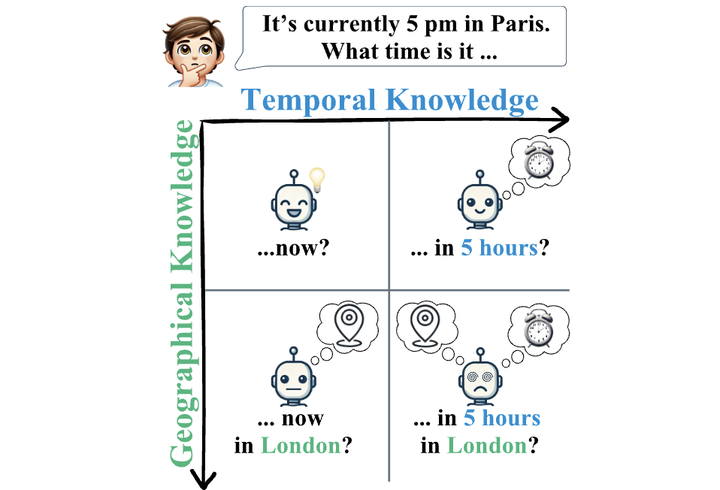 It's currently 5 pm in Paris.
What time is it ...
Temporal Knowledge
Geographical Knowledge
...now?
... in 5 hours?
... now
in London?
... in 5 hours
in London?